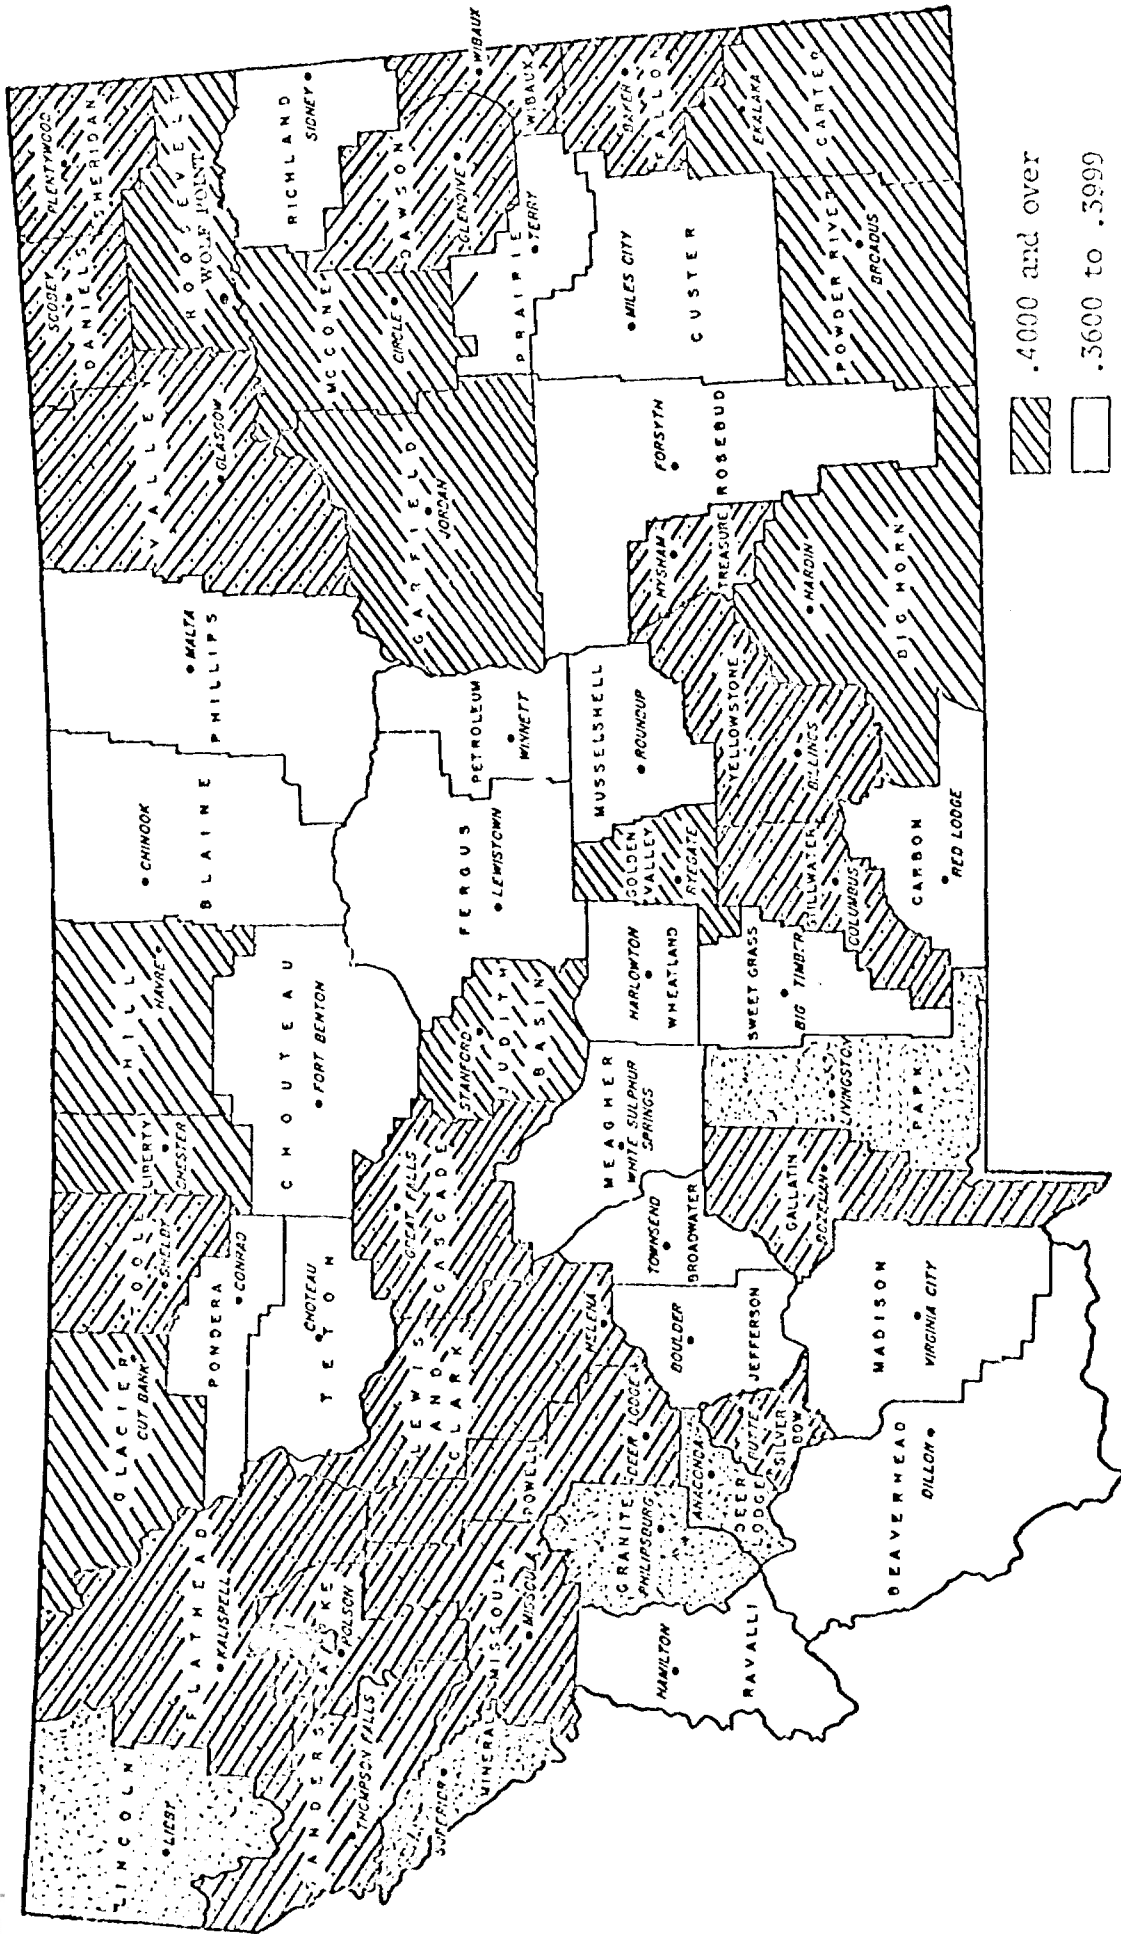 LINCOLN
LIBBY
FLATHEAD
KALISPELL
GLACIER
CUT BANK
TOOLE
SHELBY
LIBERTY
CHESTER
HILL
HAVRE
BLAINE
CHINOOK
PHILLIPS
MALTA
VALLEY
GLASGOW
DANIELS
SCOBEY
SHERIDAN
PLENTYWOOD
ROOSEVELT
WOLF POINT
RICHLAND
SIDNEY
PONDERA
CONRAD
TETON
CHOTEAU
CHOUTEAU
FORT BENTON
SANDERS
THOMPSON FALLS
LAKE
POLSON
MINERAL
SUPERIOR
MISSOULA
MISSOULA
POWELL
DEER LODGE
LEWIS
AND
CLARK
HELENA
CASCADE
GREAT FALLS
JUDITH
BASIN
STANFORD
FERGUS
LEWISTOWN
PETROLEUM
WINNETT
GARFIELD
JORDAN
MC CONE
CIRCLE
DAWSON
GLENDIVE
PRAIRIE
TERRY
WIBAUX
WIBAUX
FALLON
BAKER
GRANITE
PHILIPSBURG
RAVALLI
HAMILTON
DEER
LODGE
ANACONDA
SILVER
BOW
BUTTE
JEFFERSON
BOULDER
BROADWATER
TOWNSEND
MEAGHER
WHITE SULPHUR
SPRINGS
WHEATLAND
HARLOWTON
GOLDEN
VALLEY
RYEGATE
MUSSELSHELL
ROUNDUP
TREASURE
HYSHAM
ROSEBUD
FORSYTH
CUSTER
MILES CITY
BEAVERHEAD
DILLON
MADISON
VIRGINIA CITY
GALLATIN
BOZEMAN
PARK
LIVINGSTON
SWEET GRASS
BIG TIMBER
STILLWATER
COLUMBUS
YELLOWSTONE
BILLINGS
CARBON
RED LODGE
BIG HORN
HARDIN
POWDER RIVER
BROADUS
CARTER
EKALAKA
.4000 and over
.3600 to .3999